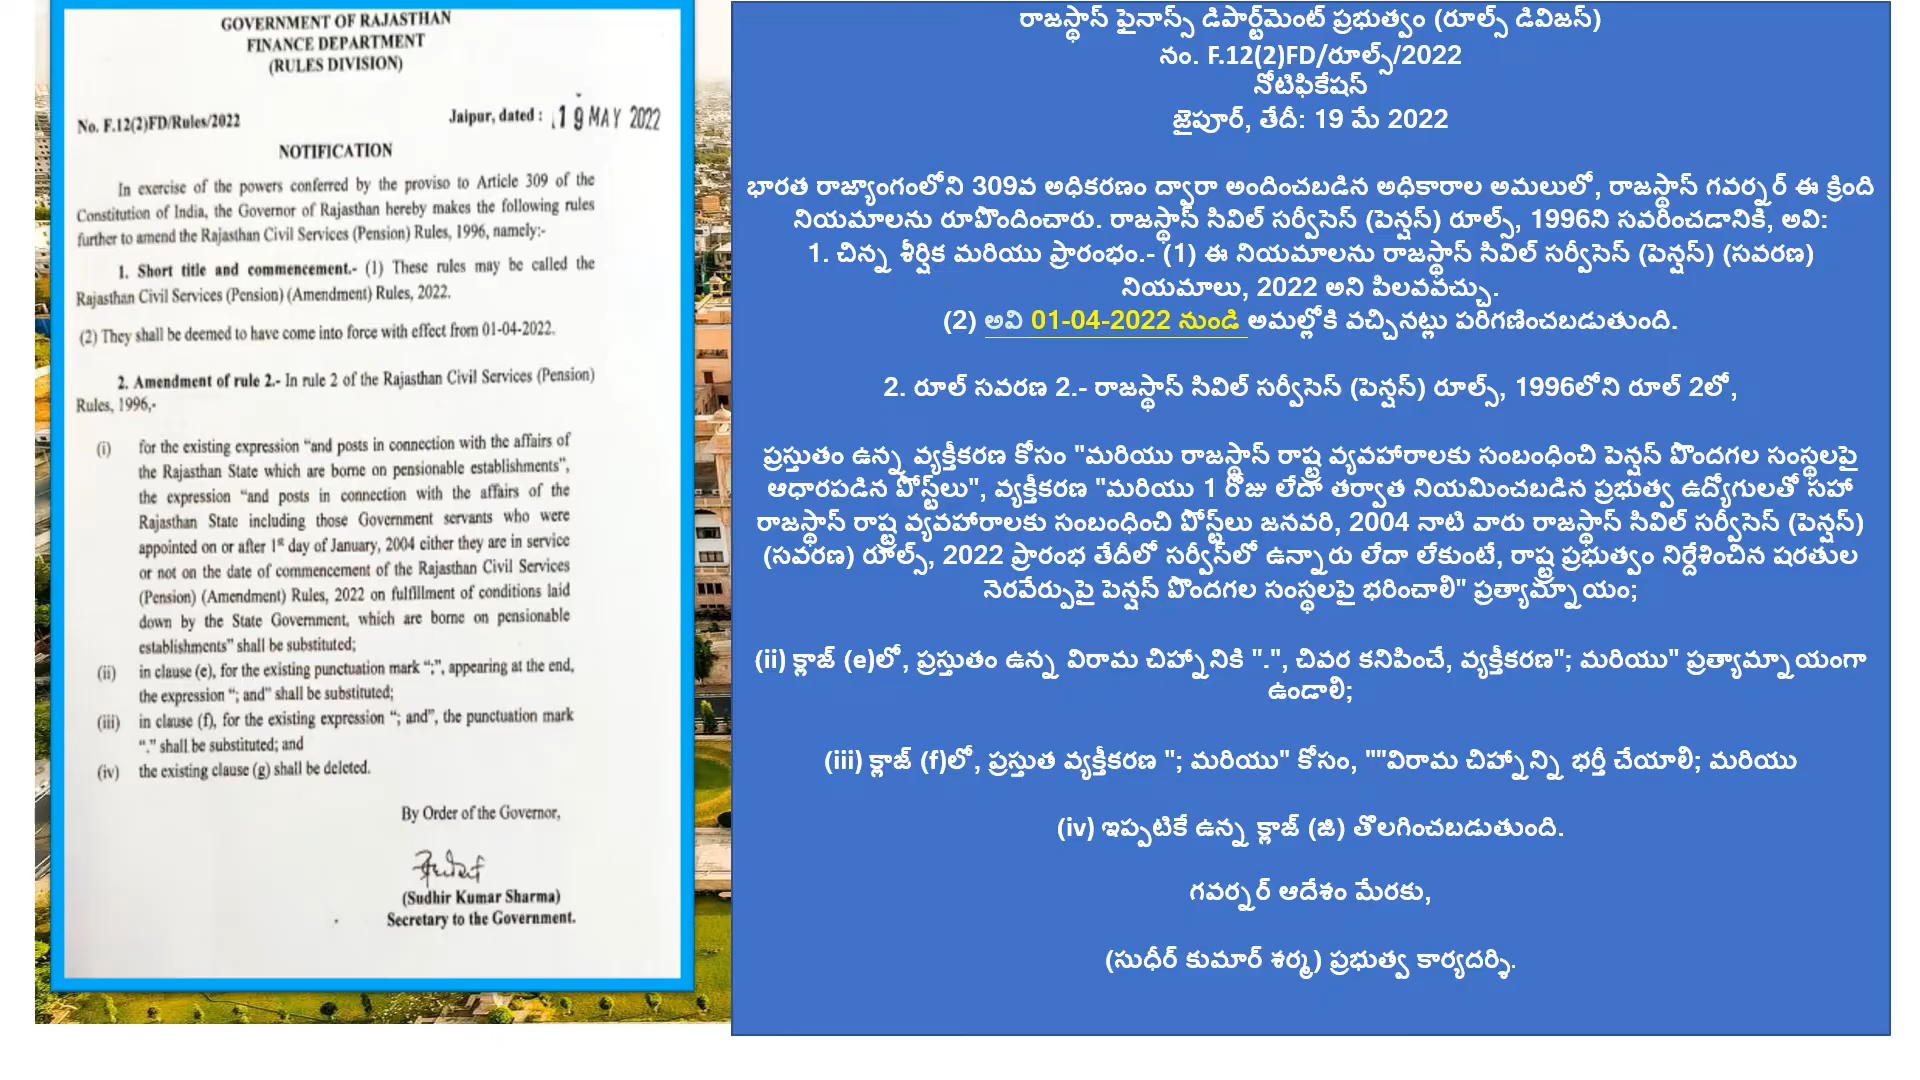 GOVERNMENT OF RAJASTHAN
FINANCE DEPARTMENT
(RULES DIVISION)
No. F.12(2)FD/Rules/2022
Jaipur, dated : 19 MAY 2022
NOTIFICATION
In exercise of the powers conferred by the proviso to Article 309 of the
Constitution of India, the Governor of Rajasthan hereby makes the following rules
further to amend the Rajasthan Civil Services (Pension) Rules, 1996, namely:-
1. Short title and commencement.- (1) These rules may be called the
Rajasthan Civil Services (Pension) (Amendment) Rules, 2022.
(2) They shall be deemed to have come into force with effect from 01-04-2022.
2. Amendment of rule 2.- In rule 2 of the Rajasthan Civil Services (Pension)
Rules, 1996,-
(i) for the existing expression “and posts in connection with the affairs of
the Rajasthan State which are borne on pensionable establishments”,
the expression “and posts in connection with the affairs of the
Rajasthan State including those Government servants who were
appointed on or after 1st day of January, 2004 either they are in service
or not on the date of commencement of the Rajasthan Civil Services
(Pension) (Amendment) Rules, 2022 on fulfillment of conditions laid
down by the State Government, which are borne on pensionable
establishments” shall be substituted;
(ii) in clause (e), for the existing punctuation mark “;”, appearing at the end,
the expression “; and” shall be substituted;
(iii) in clause (f), for the existing expression “; and”, the punctuation mark
“.” shall be substituted; and
(iv) the existing clause (g) shall be deleted.
By Order of the Governor,
(Sudhir Kumar Sharma)
Secretary to the Government.
రాజస్థాన్ ఫైనాన్స్ డిపార్ట్‌మెంట్ ప్రభుత్వం (రూల్స్ డివిజన్)
నం. F.12(2)FD/రూల్స్/2022
నోటిఫికేషన్
జైపూర్, తేదీ: 19 మే 2022
భారత రాజ్యాంగంలోని 309వ అధికరణం ద్వారా అందించబడిన అధికారాల అమలులో, రాజస్థాన్ గవర్నర్ ఈ క్రింది
నియమాలను రూపొందించారు. రాజస్థాన్ సివిల్ సర్వీసెస్ (పెన్షన్) రూల్స్, 1996ని సవరించడానికి, అవి:
1. చిన్న శీర్షిక మరియు ప్రారంభం.- (1) ఈ నియమాలను రాజస్థాన్ సివిల్ సర్వీసెస్ (పెన్షన్) (సవరణ)
నియమాలు, 2022 అని పిలవవచ్చు.
(2) అవి 01-04-2022 నుండి అమల్లోకి వచ్చినట్లు పరిగణించబడుతుంది.
2. రూల్ సవరణ 2.- రాజస్థాన్ సివిల్ సర్వీసెస్ (పెన్షన్) రూల్స్, 1996లోని రూల్ 2లో,
ప్రస్తుతం ఉన్న వ్యక్తీకరణ కోసం "మరియు రాజస్థాన్ రాష్ట్ర వ్యవహారాలకు సంబంధించి పెన్షన్ పొందగల సంస్థలపై
ఆధారపడిన పోస్ట్‌లు", వ్యక్తీకరణ "మరియు 1 రోజు లేదా తర్వాత నియమించబడిన ప్రభుత్వ ఉద్యోగులతో సహా
రాజస్థాన్ రాష్ట్ర వ్యవహారాలకు సంబంధించి పోస్ట్‌లు జనవరి, 2004 నాటి వారు రాజస్థాన్ సివిల్ సర్వీసెస్ (పెన్షన్)
(సవరణ) రూల్స్, 2022 ప్రారంభ తేదీలో సర్వీస్‌లో ఉన్నారు లేదా లేకుంటే, రాష్ట్ర ప్రభుత్వం నిర్దేశించిన షరతుల
నెరవేర్పుపై పెన్షన్ పొందగల సంస్థలపై భరించాలి" ప్రత్యామ్నాయం;
(ii) క్లాజ్ (e)లో, ప్రస్తుతం ఉన్న విరామ చిహ్నానికి ".", చివర కనిపించే, వ్యక్తీకరణ"; మరియు" ప్రత్యామ్నాయంగా
ఉండాలి;
(iii) క్లాజ్ (f)లో, ప్రస్తుత వ్యక్తీకరణ "; మరియు" కోసం, ""విరామ చిహ్నాన్ని భర్తీ చేయాలి; మరియు
(iv) ఇప్పటికే ఉన్న క్లాజ్ (జి) తొలగించబడుతుంది.
గవర్నర్ ఆదేశం మేరకు,
(సుధీర్ కుమార్ శర్మ) ప్రభుత్వ కార్యదర్శి.